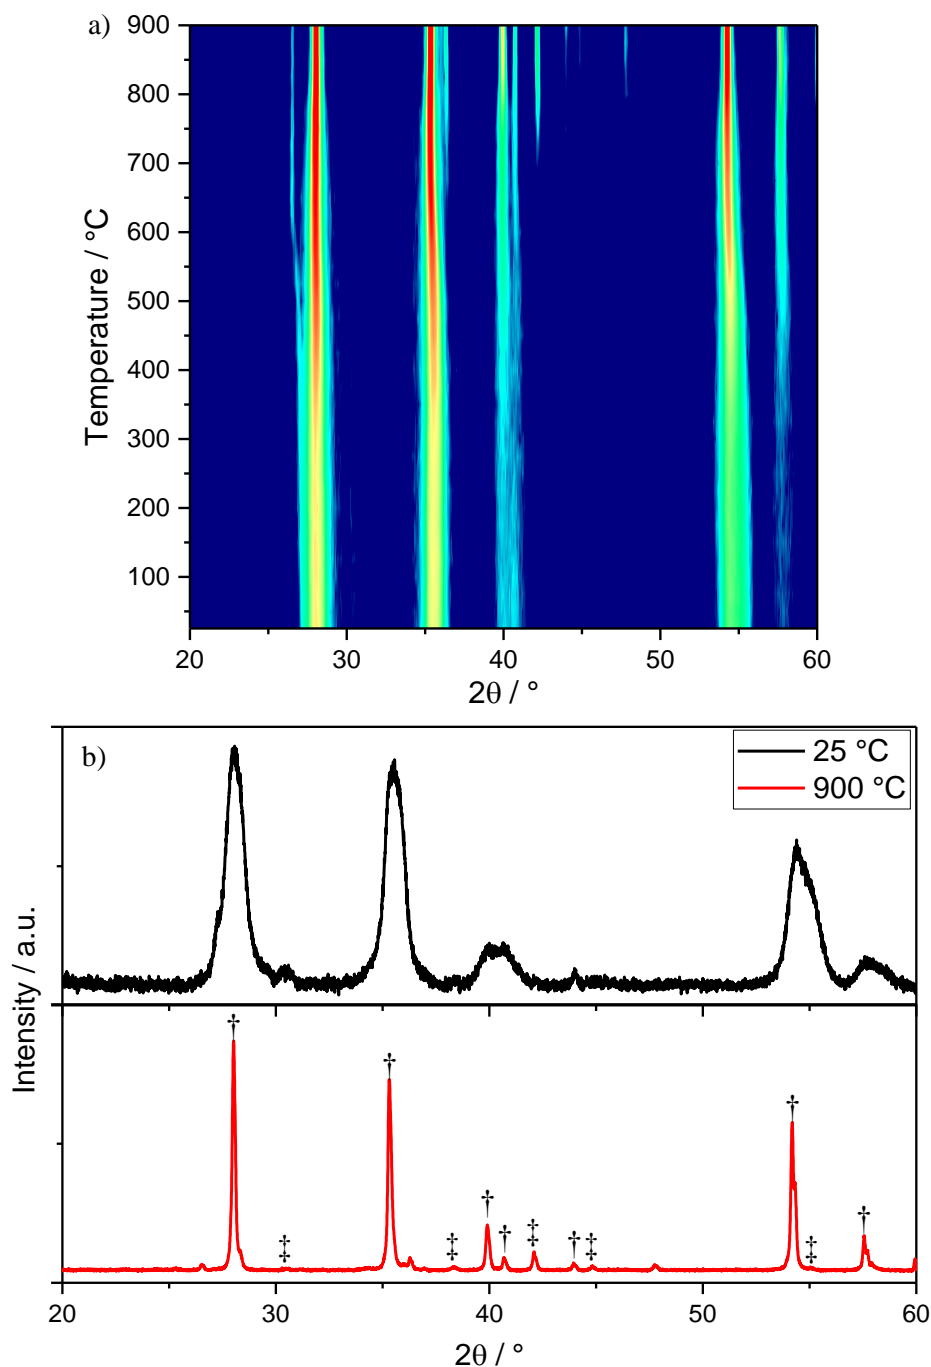 a)
900
800
700
600
500
400
300
200
100
Temperature / °C
20 30 40 50 60
2θ / °
b)
25 °C
900 °C
Intensity / a.u.
† † † †
‡ ‡ † † ‡ † ‡ ‡ †
20 30 40 50 60
2θ / °